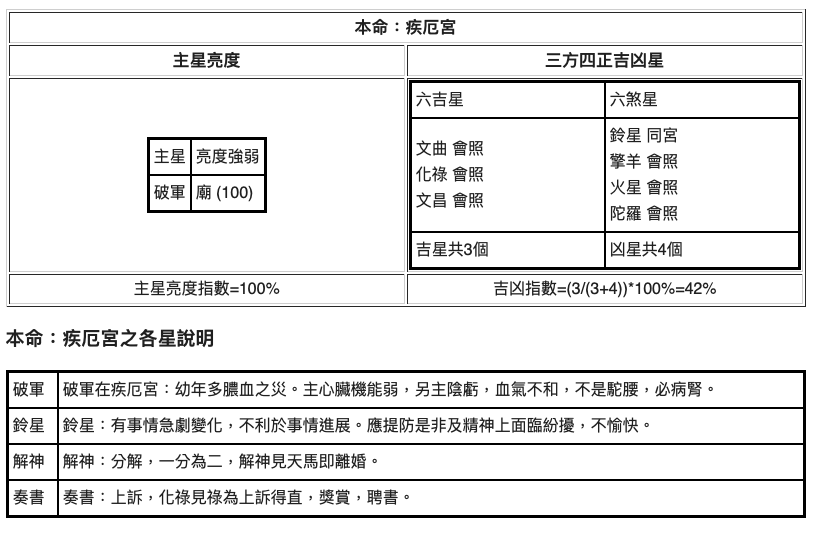 本命：疾厄宮
主星亮度
三方四正吉凶星
主星 亮度強弱
破軍 廟 (100)
六吉星
六煞星
文曲 會照
化祿 會照
文昌 會照
鈴星 同宮
擎羊 會照
火星 會照
陀羅 會照
吉星共3個
凶星共4個
主星亮度指數=100%
吉凶指數=(3/(3+4))*100%=42%
本命：疾厄宮之各星說明
破軍 破軍在疾厄宮：幼年多膿血之災。主心臟機能弱，另主陰虧，血氣不和，不是駝腰，必病腎。
鈴星 鈴星：有事情急劇變化，不利於事情進展。應提防是非及精神上面臨紛擾，不愉快。
解神 解神：分解，一分為二，解神見天馬即離婚。
奏書 奏書：上訴，化祿見祿為上訴得直，獎賞，聘書。